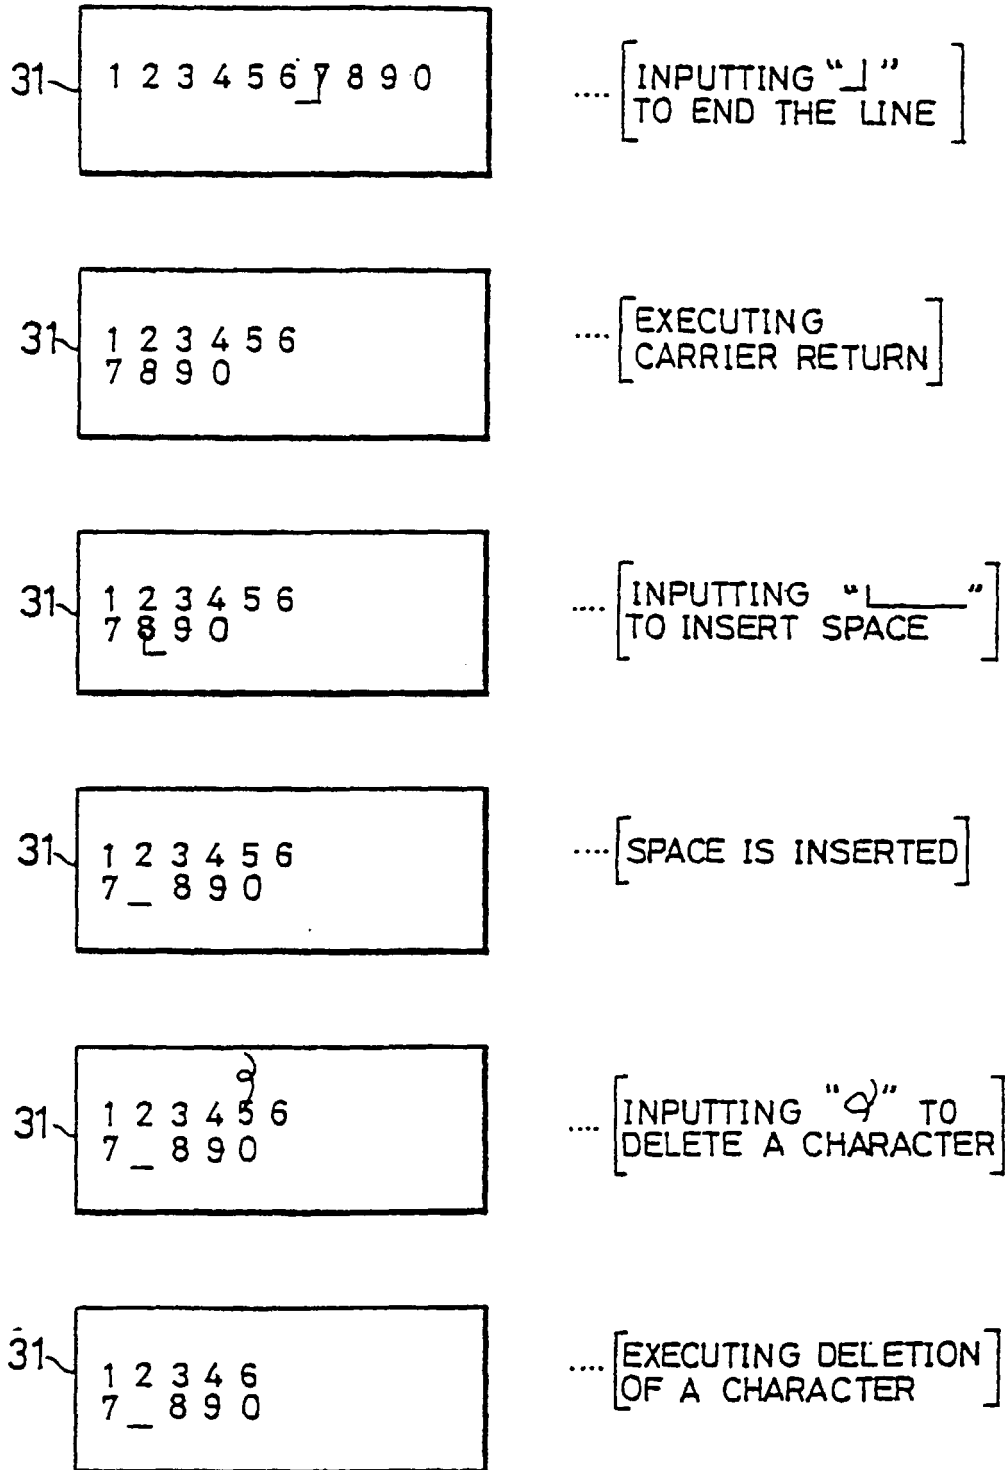 31 1 2 3 4 5 6 7 8 9 0 .... [INPUTTING "⏌"
TO END THE LINE]
31 1 2 3 4 5 6
7 8 9 0
.... [EXECUTING
CARRIER RETURN]
31 1 2 3 4 5 6
7 8 9 0
.... [INPUTTING "L"
TO INSERT SPACE]
31 1 2 3 4 5 6
7 _ 8 9 0
.... [SPACE IS INSERTED]
31 1 2 3 4 5 6
7 _ 8 9 0
.... [INPUTTING " " TO
DELETE A CHARACTER]
31 1 2 3 4 6
7 _ 8 9 0
.... [EXECUTING DELETION
OF A CHARACTER]